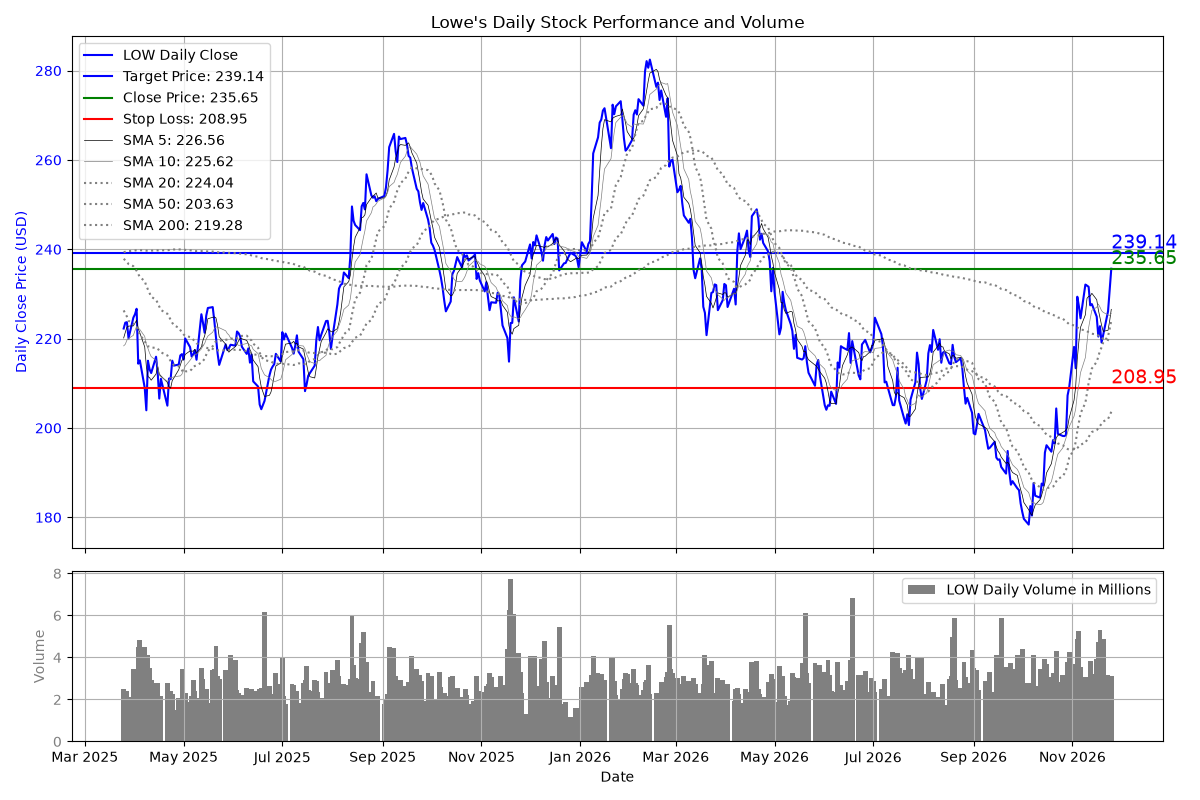 Lowe's Daily Stock Performance and Volume
LOW Daily Close
Target Price: 239.14
Close Price: 235.65
Stop Loss: 208.95
SMA 5: 226.56
SMA 10: 225.62
SMA 20: 224.04
SMA 50: 203.63
SMA 200: 219.28
Daily Close Price (USD)
280
260
240
220
200
180
239.14
235.65
208.95
LOW Daily Volume in Millions
Volume
8
6
4
2
0
Mar 2025 May 2025 Jul 2025 Sep 2025 Nov 2025 Jan 2026 Mar 2026 May 2026 Jul 2026 Sep 2026 Nov 2026
Date